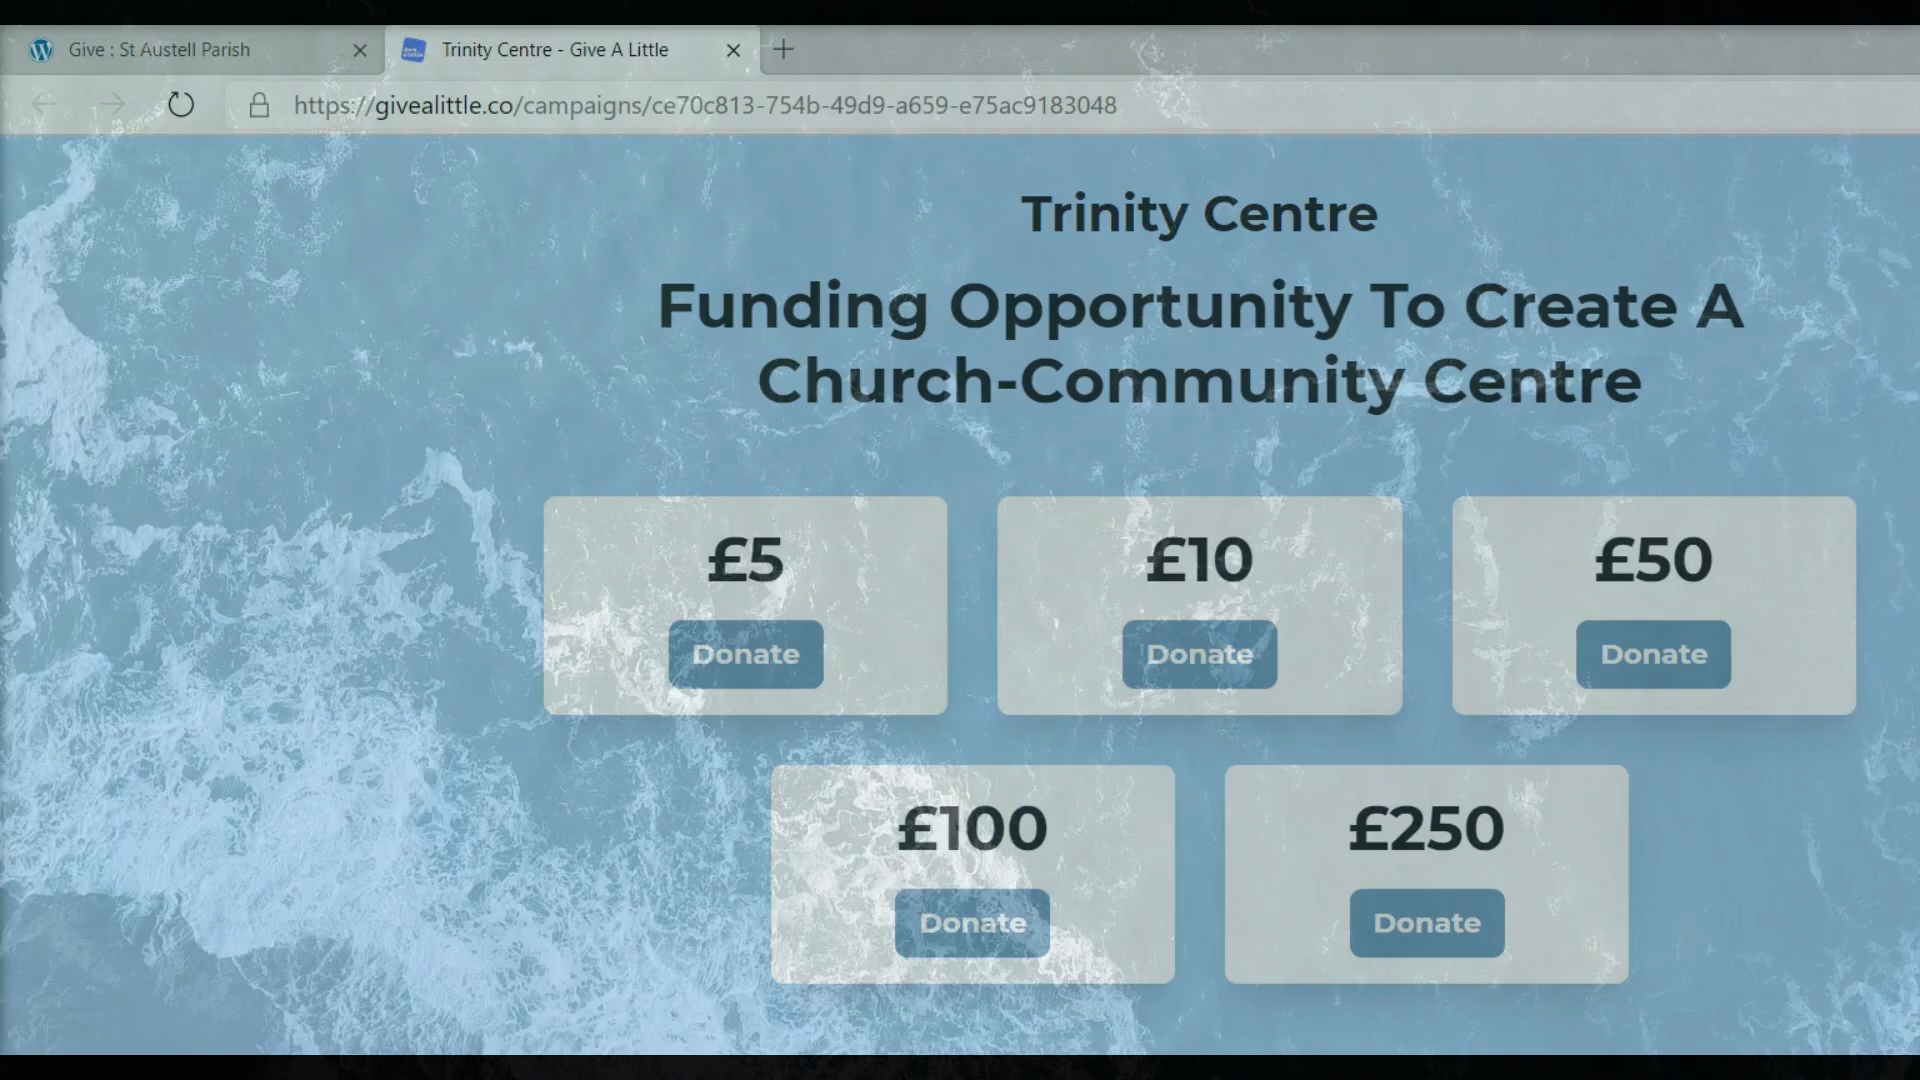 Give : St Austell Parish
Trinity Centre - Give A Little
https://givealittle.co/campaigns/ce70c813-754b-49d9-a659-e75ac9183048
Trinity Centre
Funding Opportunity To Create A
Church-Community Centre
£5
£10
£50
Donate
Donate
Donate
£100
£250
Donate
Donate